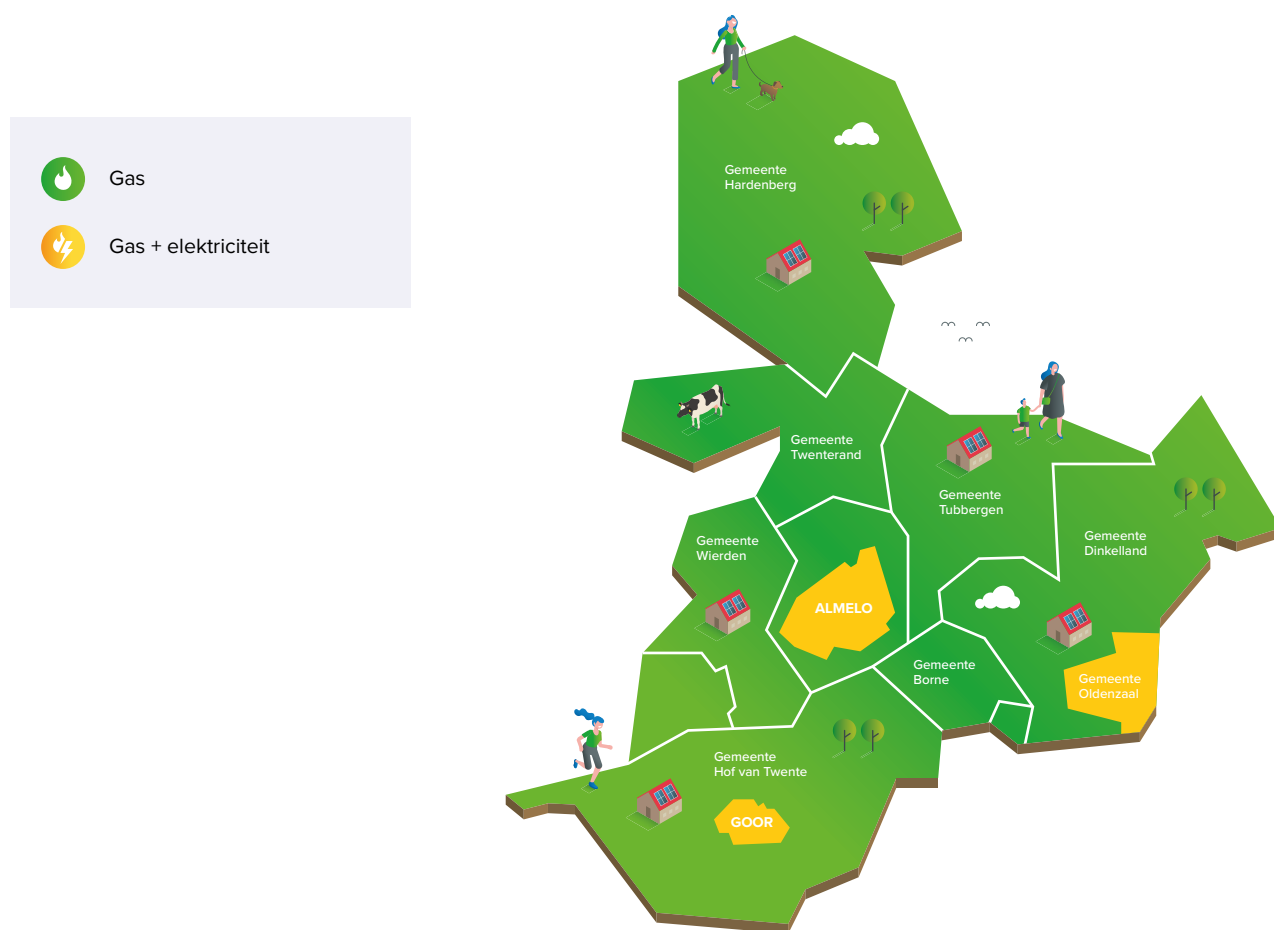 Gas
Gas + elektriciteit
Gemeente
Hardenberg
Gemeente
Twenterand
Gemeente
Tubbergen
Gemeente
Wierden
Gemeente
Dinkelland
ALMELO
Gemeente
Borne
Gemeente
Oldenzaal
Gemeente
Hof van Twente
GOOR